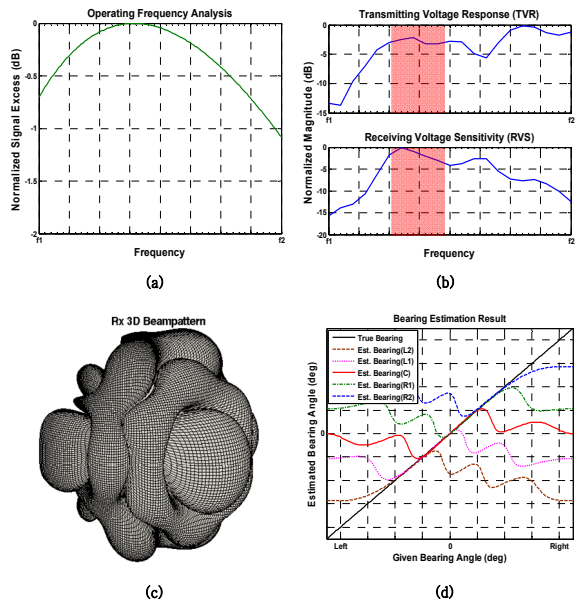 Operating Frequency Analysis
Normalized Signal Excess (dB)
0
-0.5
-1
-1.5
-2
f1
f2
Frequency
(a)
Transmitting Voltage Response (TVR)
Normalized Magnitude (dB)
0
-5
-10
-15
f1
f2
Receiving Voltage Sensitivity (RVS)
0
-5
-10
-15
-20
f1
f2
Frequency
(b)
Rx 3D Beampattern
(c)
Bearing Estimation Result
True Bearing
Est. Bearing(L2)
Est. Bearing(L1)
Est. Bearing(C)
Est. Bearing(R1)
Est. Bearing(R2)
Estimated Bearing Angle (deg)
0
Left
0
Right
Given Bearing Angle (deg)
(d)